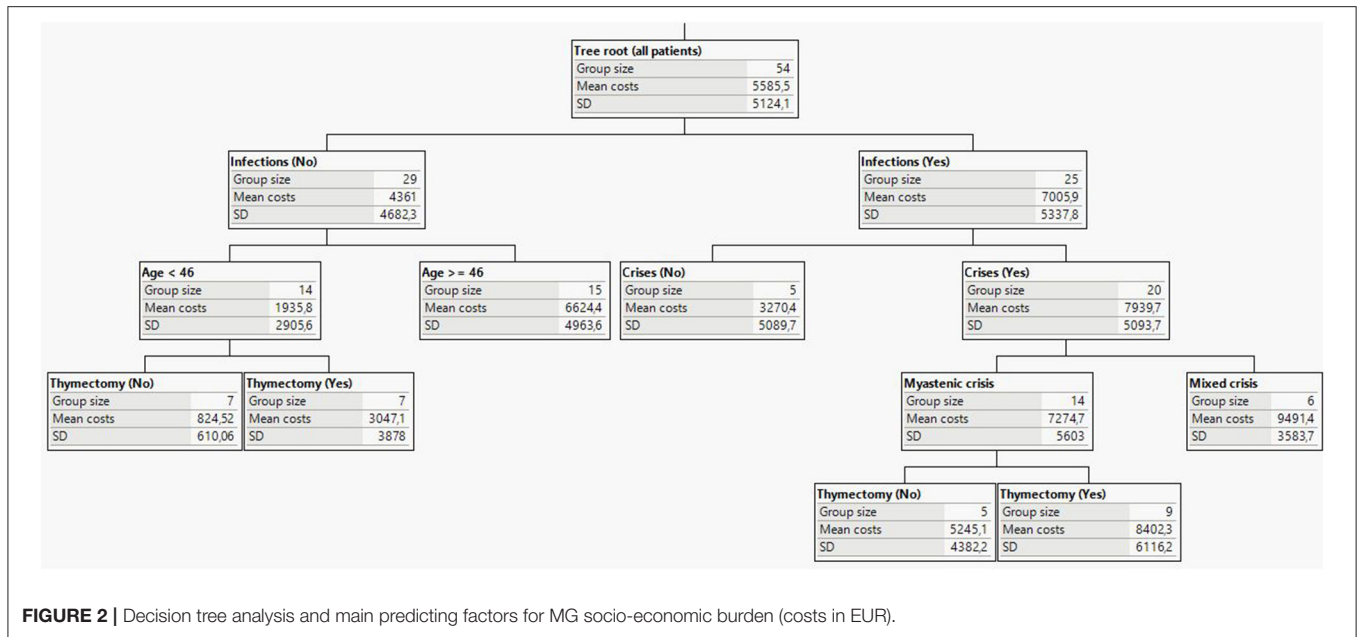 Tree root (all patients)
Group size 54
Mean costs 5585,5
SD 5124,1
Infections (No)
Group size 29
Mean costs 4361
SD 4682,3
Infections (Yes)
Group size 25
Mean costs 7005,9
SD 5337,8
Age < 46
Group size 14
Mean costs 1935,8
SD 2905,6
Age > = 46
Group size 15
Mean costs 6624,4
SD 4963,6
Crises (No)
Group size 5
Mean costs 3270,4
SD 5089,7
Crises (Yes)
Group size 20
Mean costs 7939,7
SD 5093,7
Thymectomy (No)
Group size 7
Mean costs 824,52
SD 610,06
Thymectomy (Yes)
Group size 7
Mean costs 3047,1
SD 3878
Myastenic crisis
Group size 14
Mean costs 7274,7
SD 5603
Mixed crisis
Group size 6
Mean costs 9491,4
SD 3583,7
Thymectomy (No)
Group size 5
Mean costs 5245,1
SD 4382,2
Thymectomy (Yes)
Group size 9
Mean costs 8402,3
SD 6116,2
FIGURE 2 | Decision tree analysis and main predicting factors for MG socio-economic burden (costs in EUR).